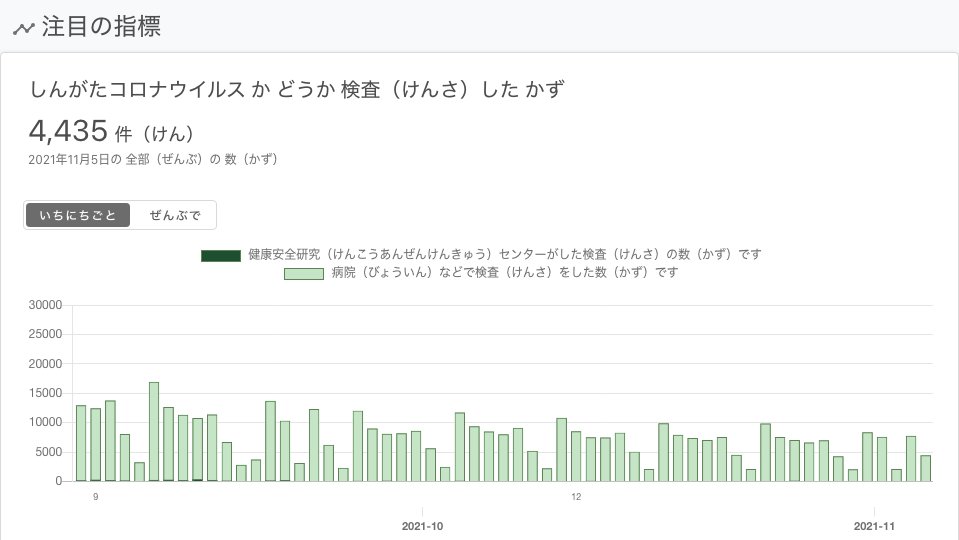 注目の指標
しんがたコロナウイルス か どうか 検査（けんさ）した かず
4,435 件（けん）
2021年11月5日の 全部（ぜんぶ）の 数（かず）
いちにちごと ぜんぶで
健康安全研究（けんこうあんぜんけんきゅう）センターがした検査（けんさ）の数（かず）です
病院（びょういん）などで検査（けんさ）をした数（かず）です
30000
25000
20000
15000
10000
5000
0
9 12
2021-10 2021-11